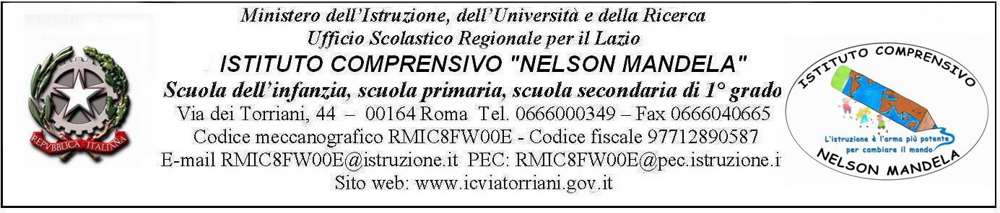 Ministero dell'Istruzione, dell'Università e della Ricerca
Ufficio Scolastico Regionale per il Lazio
ISTITUTO COMPRENSIVO "NELSON MANDELA"
Scuola dell'infanzia, scuola primaria, scuola secondaria di 1° grado
Via dei Torriani, 44 – 00164 Roma Tel. 0666000349 – Fax 0666040665
Codice meccanografico RMIC8FW00E - Codice fiscale 97712890587
E-mail RMIC8FW00E@istruzione.it PEC: RMIC8FW00E@pec.istruzione.i
Sito web: www.icviatorriani.gov.it
REPVBBLICA ITALIANA
ISTITUTO COMPRENSIVO
L'istruzione è l'arma più potente
per cambiare il mondo
NELSON MANDELA